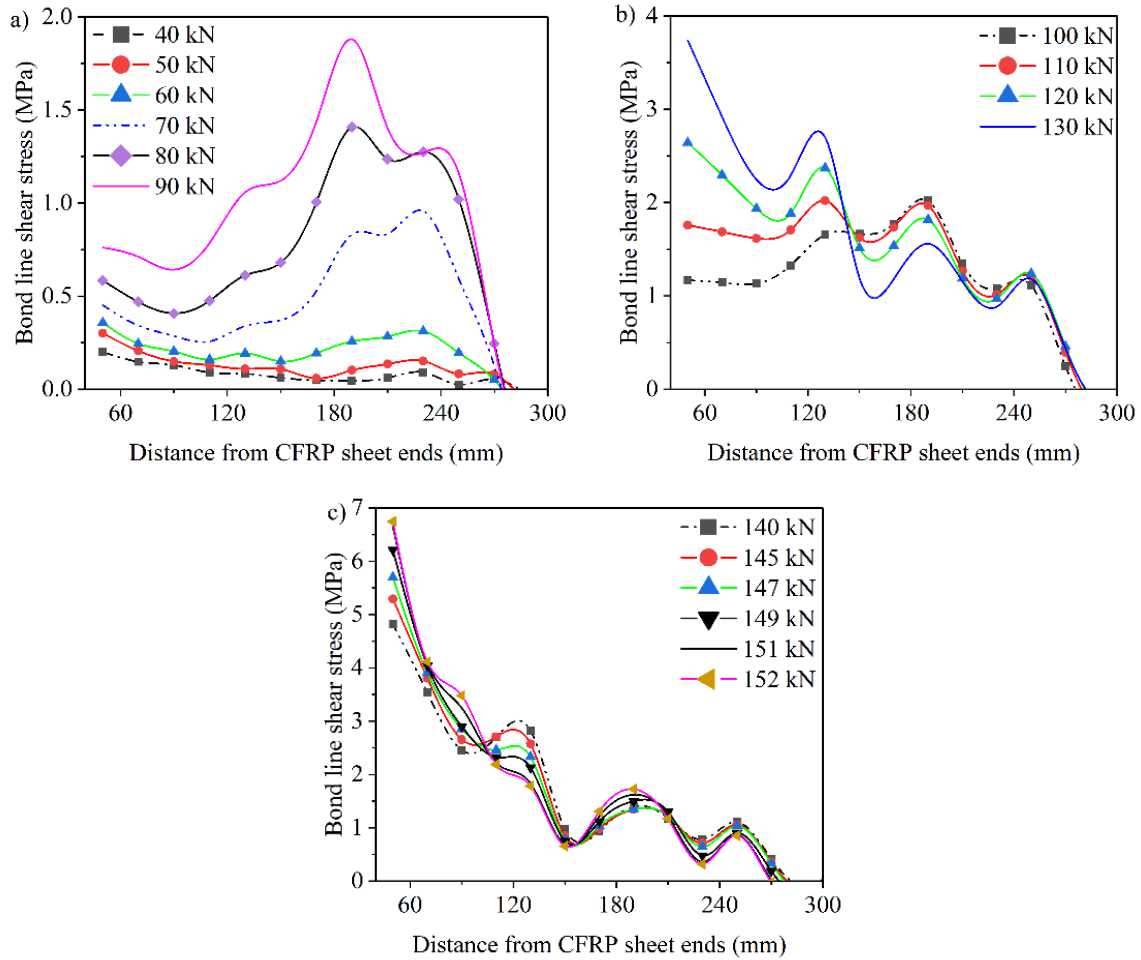 a)
2.0
1.5
1.0
0.5
0.0
Bond line shear stress (MPa)
40 kN
50 kN
60 kN
70 kN
80 kN
90 kN
60 120 180 240 300
Distance from CFRP sheet ends (mm)
b)
4
3
2
1
0
Bond line shear stress (MPa)
100 kN
110 kN
120 kN
130 kN
60 120 180 240 300
Distance from CFRP sheet ends (mm)
c)
7
6
5
4
3
2
1
0
Bond line shear stress (MPa)
140 kN
145 kN
147 kN
149 kN
151 kN
152 kN
60 120 180 240 300
Distance from CFRP sheet ends (mm)